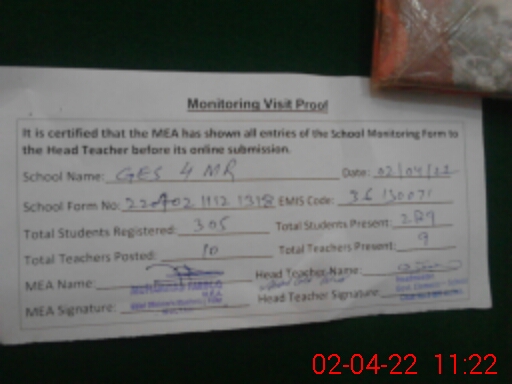 Monitoring Visit Proof
It is certified that the MEA has shown all entries of the School Monitoring Form to
the Head Teacher before its online submission.
School Name: GES 4 MR Date: 02/04/22
School Form No: EMIS Code: 36130071
Total Students Registered: 305 Total Students Present: 289
Total Teachers Posted: 10 Total Teachers Present: 9
MEA Name: Head Teacher Name:
MEA Signature: Head Teacher Signature:
02-04-22 11:22